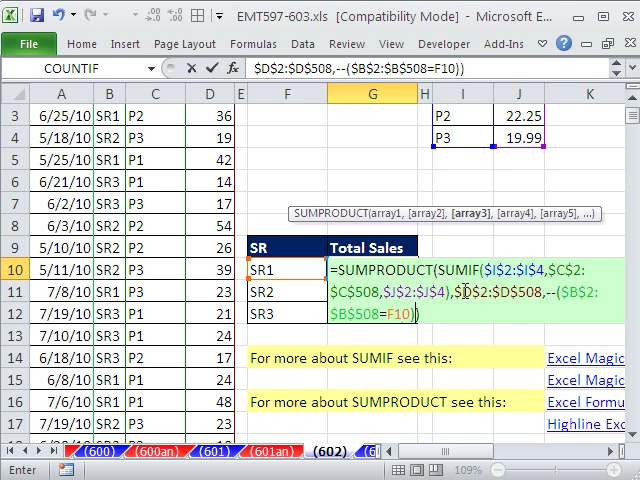 EMT597-603.xls [Compatibility Mode] - Microsoft E...
File Home Insert Page Layout Formulas Data Review View Developer Add-Ins
COUNTIF fx $D$2:$D$508,--($B$2:$B$508=F10))
A B C D E F G H I J K
3 6/25/10 SR1 P2 36 P2 22.25
4 5/18/10 SR2 P3 19 P3 19.99
5 5/25/10 SR1 P1 42
6 6/21/10 SR3 P1 14
7 6/2/10 SR3 P3 17
SUMPRODUCT(array1, [array2], [array3], [array4], [array5], ...)
8 6/3/10 SR2 P2 54
9 5/10/10 SR2 P2 26 SR Total Sales
10 5/11/10 SR2 P3 39 SR1 =SUMPRODUCT(SUMIF($I$2:$I$4,$C$2:
11 7/8/10 SR1 P3 23 SR2 $C$508,$J$2:$J$4),$D$2:$D$508,--($B$2:
12 7/19/10 SR3 P1 21 SR3 $B$508=F10))
13 7/10/10 SR1 P1 24
14 6/18/10 SR2 P3 17 For more about SUMIF see this: Excel Magic
15 6/8/10 SR1 P1 24 Excel Magic
16 7/6/10 SR1 P1 48 For more about SUMPRODUCT see this: Excel Formu
17 7/19/10 SR2 P3 23 Highline Exc
(600) (600an) (601) (601an) (602)
Enter 109%